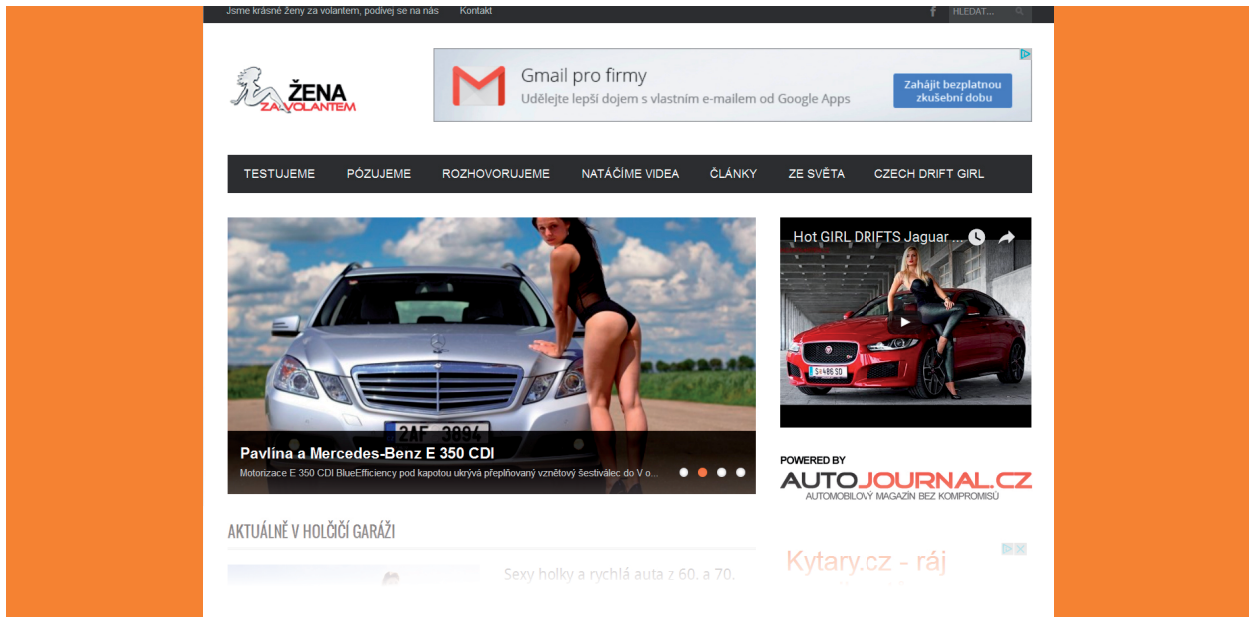 Jsme krásné ženy za volantem, podívej se na nás Kontakt HLEDAT...
ŽENA
ZA VOLANTEM
Gmail pro firmy
Udělejte lepší dojem s vlastním e-mailem od Google Apps
Zahájit bezplatnou
zkušební dobu
TESTUJEME PÓZUJEME ROZHOVORUJEME NATÁČÍME VIDEA ČLÁNKY ZE SVĚTA CZECH DRIFT GIRL
Hot GIRL DRIFTS Jaguar ...
S 486 SD
2AF 3894
Pavlína a Mercedes-Benz E 350 CDI
Motorizace E 350 CDI BlueEfficiency pod kapotou ukrývá přeplňovaný vznětový šestiválec do V o...
POWERED BY
AUTOJOURNAL.CZ
AUTOMOBILOVÝ MAGAZÍN BEZ KOMPROMISŮ
AKTUÁLNĚ V HOLČIČÍ GARÁŽI
Kytary.cz - ráj
Sexy holky a rychlá auta z 60. a 70.